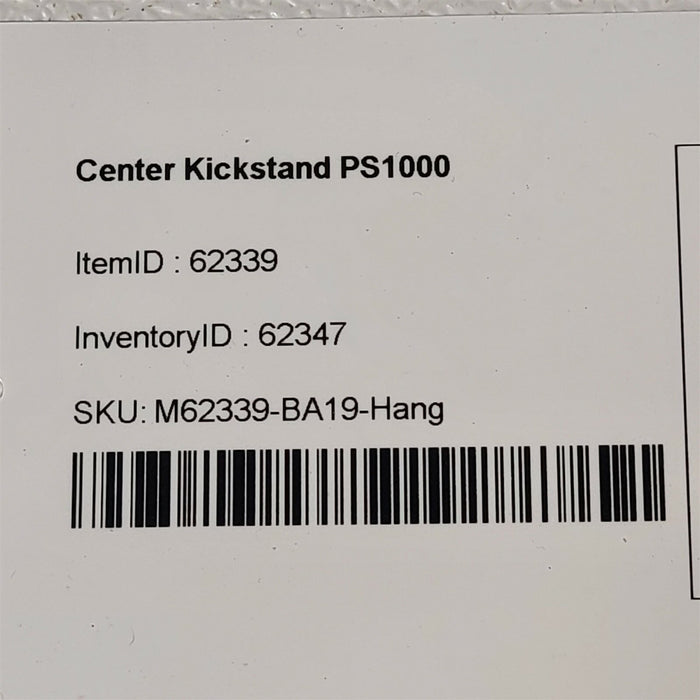 Center Kickstand PS1000
ItemID : 62339
InventoryID : 62347
SKU: M62339-BA19-Hang